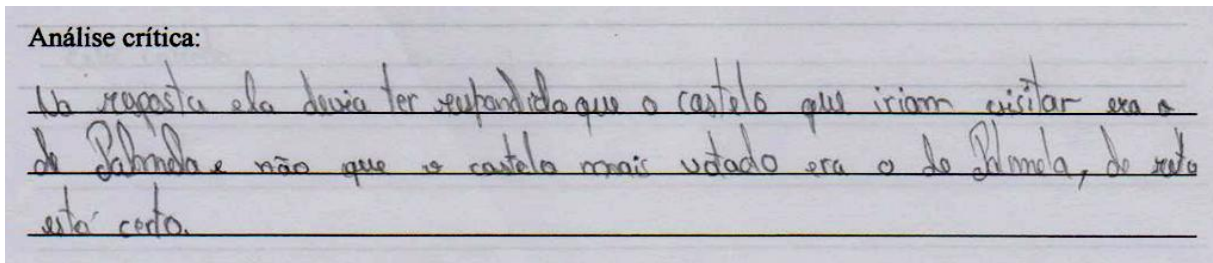 Análise crítica:
Na reposta ela devia ter respondido que o castelo que iriam visitar era o
de Palmela e não que o castelo mais votado era o de Palmela, de resto
está certo.